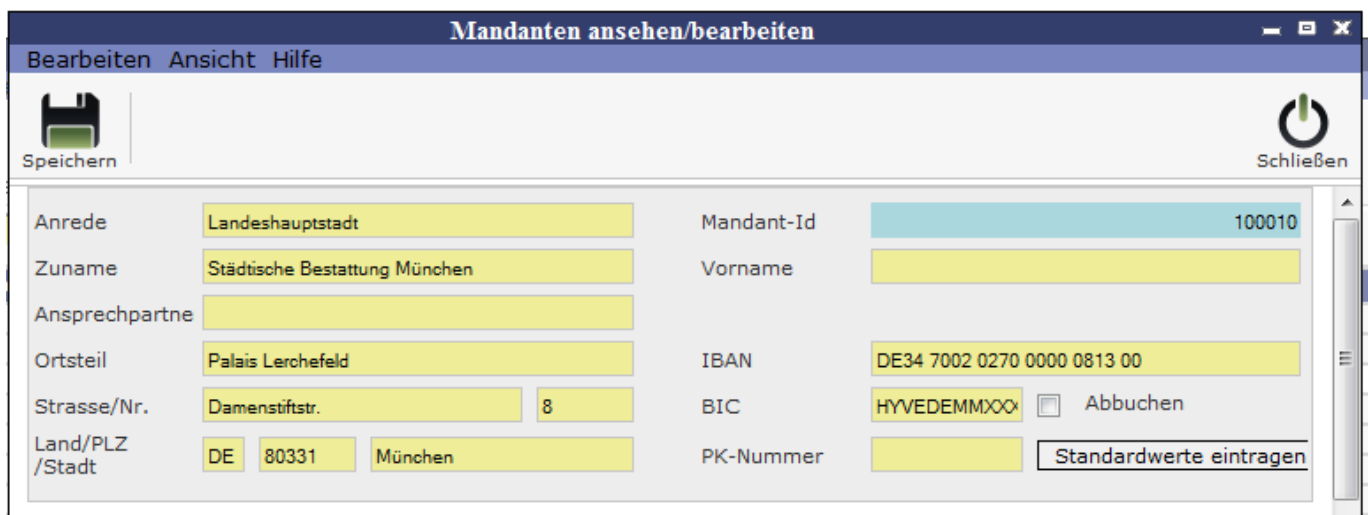 Mandanten ansehen/bearbeiten
Bearbeiten Ansicht Hilfe
Speichern
Schließen
Anrede Landeshauptstadt Mandant-Id 100010
Zuname Städtische Bestattung München Vorname
Ansprechpartne
Ortsteil Palais Lerchefeld IBAN DE34 7002 0270 0000 0813 00
Strasse/Nr. Damenstiftstr. 8 BIC HYVEDEMMXXX Abbuchen
Land/PLZ
/Stadt DE 80331 München PK-Nummer Standardwerte eintragen